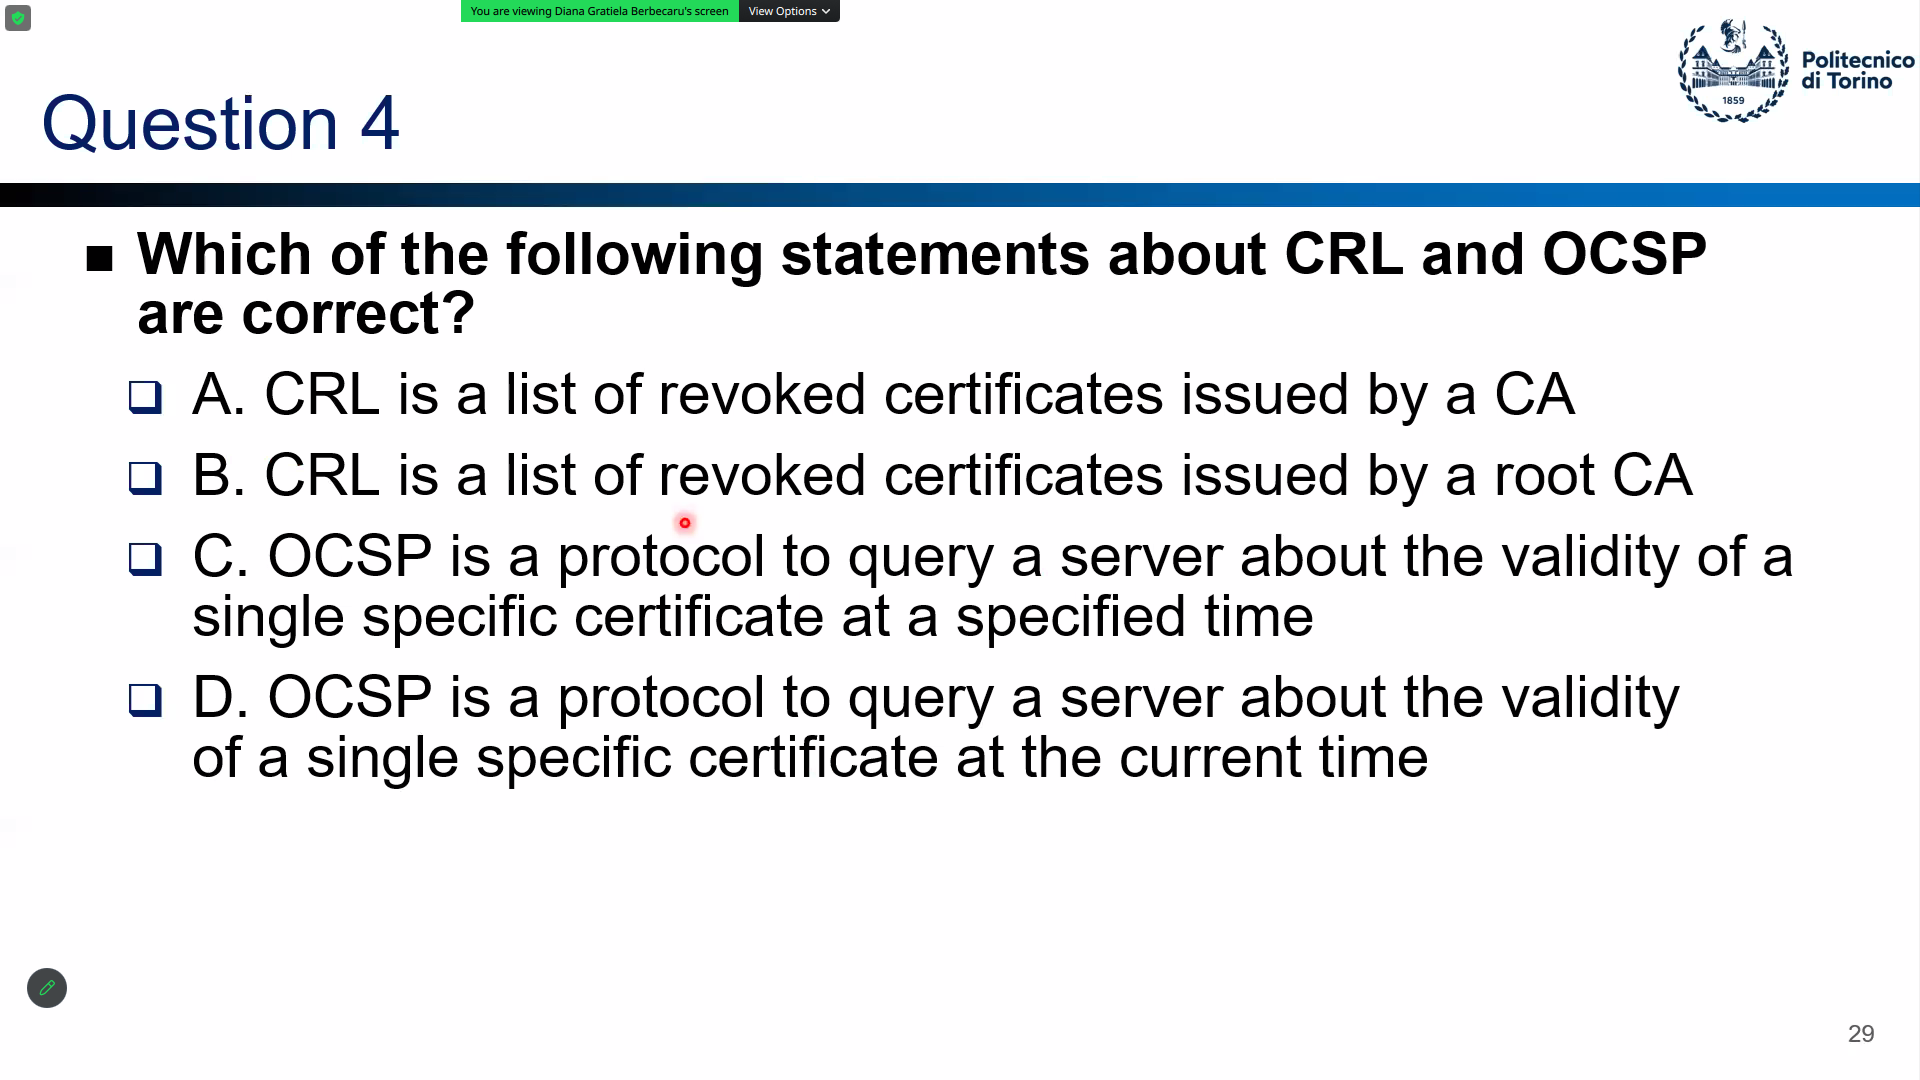 You are viewing Diana Gratiela Berbecaru's screen View Options
Politecnico
di Torino
1859
Question 4
Which of the following statements about CRL and OCSP
are correct?
A. CRL is a list of revoked certificates issued by a CA
B. CRL is a list of revoked certificates issued by a root CA
C. OCSP is a protocol to query a server about the validity of a
single specific certificate at a specified time
D. OCSP is a protocol to query a server about the validity
of a single specific certificate at the current time
29